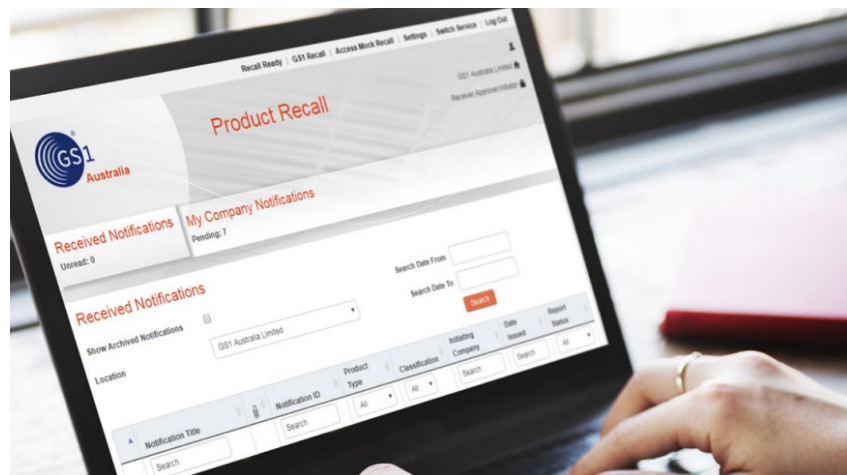 Recall Ready | GS1 Recall | Access Mock Recall | Settings | Switch Service | Log Out
GS1 Australia Limited
Receiver,Approver,Initiator
GS1
Australia
Product Recall
Received Notifications
Unread: 0
My Company Notifications
Pending: 7
Received Notifications
Show Archived Notifications
Location
GS1 Australia Limited
Search Date From
Search Date To
Search
Notification Title
Notification ID
Product Type
Classification
Initiating Company
Date Issued
Report Status
Search
Search
All
All
Search
Search
All